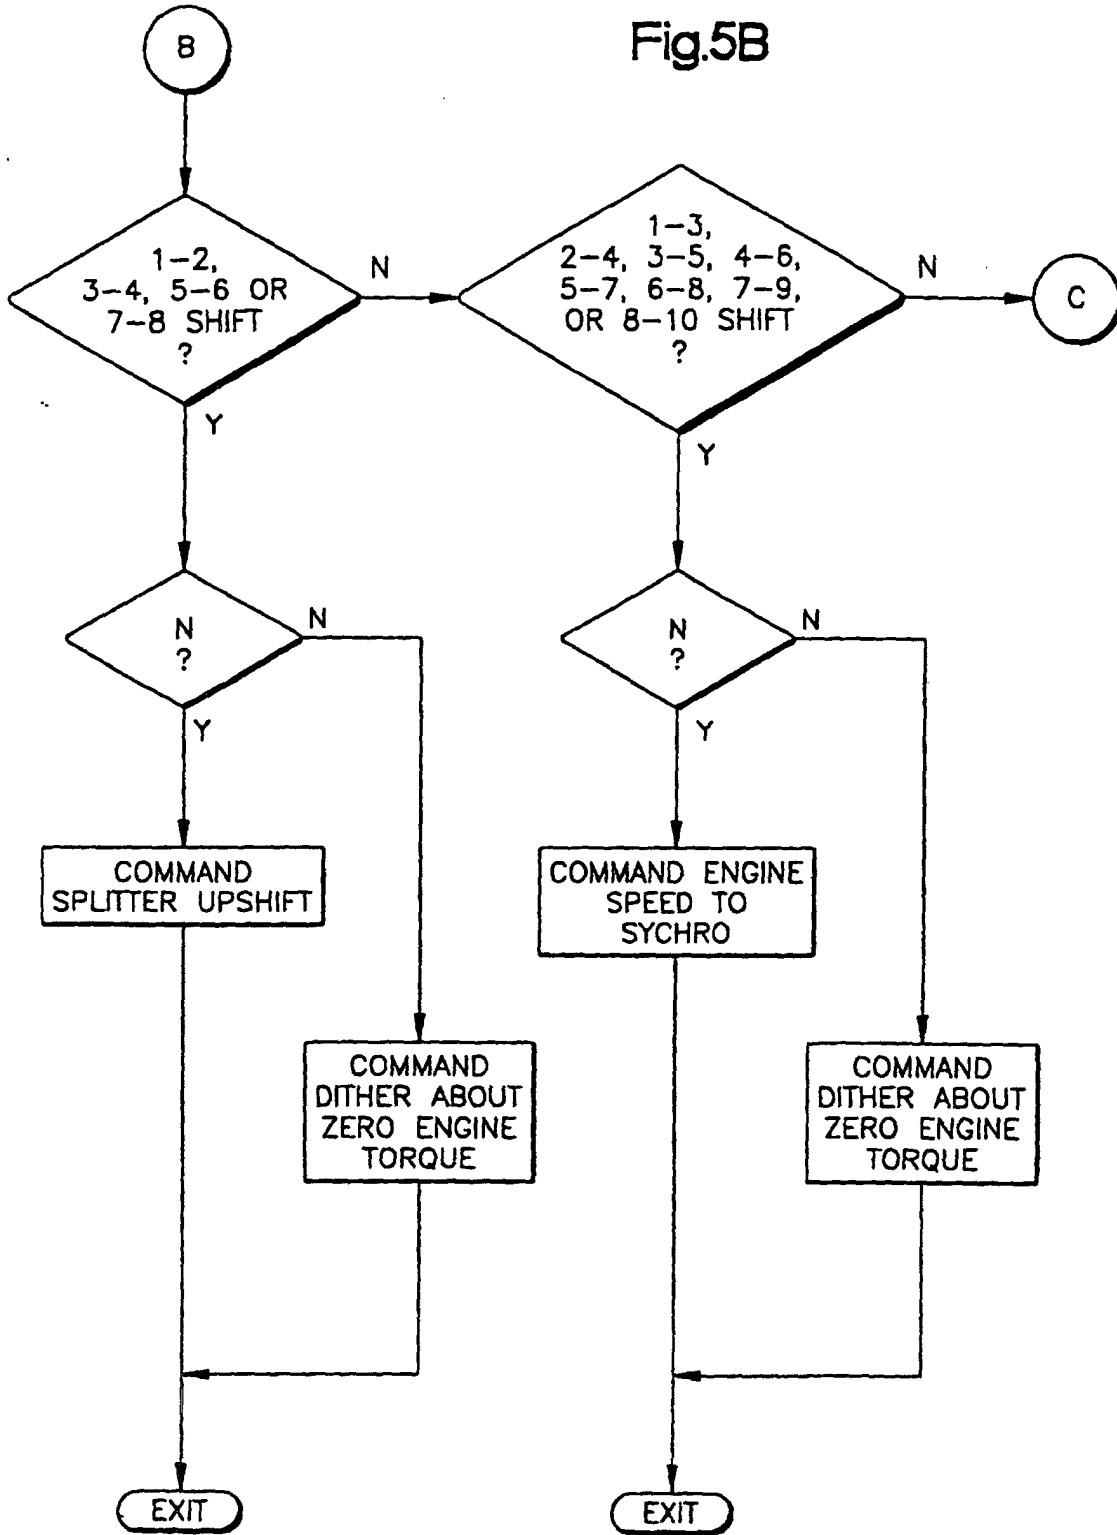 Fig.5B
B
1-2,
3-4, 5-6 OR
7-8 SHIFT
?
N
Y
1-3,
2-4, 3-5, 4-6,
5-7, 6-8, 7-9,
OR 8-10 SHIFT
?
N
Y
C
N
?
N
Y
N
?
N
Y
COMMAND
SPLITTER UPSHIFT
COMMAND ENGINE
SPEED TO
SYCHRO
COMMAND
DITHER ABOUT
ZERO ENGINE
TORQUE
COMMAND
DITHER ABOUT
ZERO ENGINE
TORQUE
EXIT
EXIT